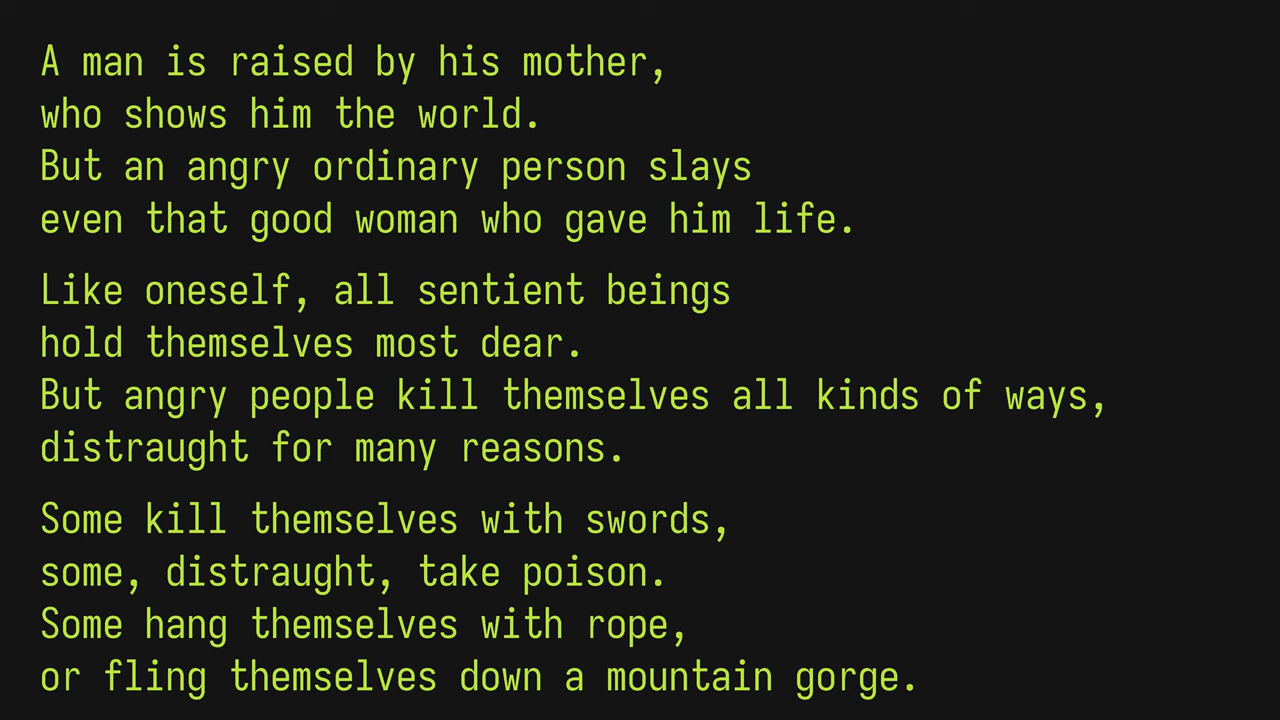 A man is raised by his mother,
who shows him the world.
But an angry ordinary person slays
even that good woman who gave him life.
Like oneself, all sentient beings
hold themselves most dear.
But angry people kill themselves all kinds of ways,
distraught for many reasons.
Some kill themselves with swords,
some, distraught, take poison.
Some hang themselves with rope,
or fling themselves down a mountain gorge.